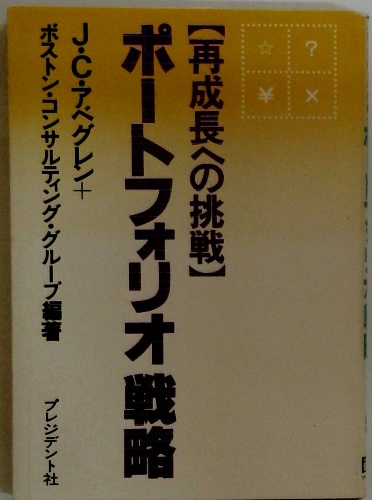 【再成長への挑戦】
ポートフォリオ戦略
J・C・アベグレン＋
ボストン・コンサルティング・グループ編著
プレジデント社
☆ ?
¥ ×